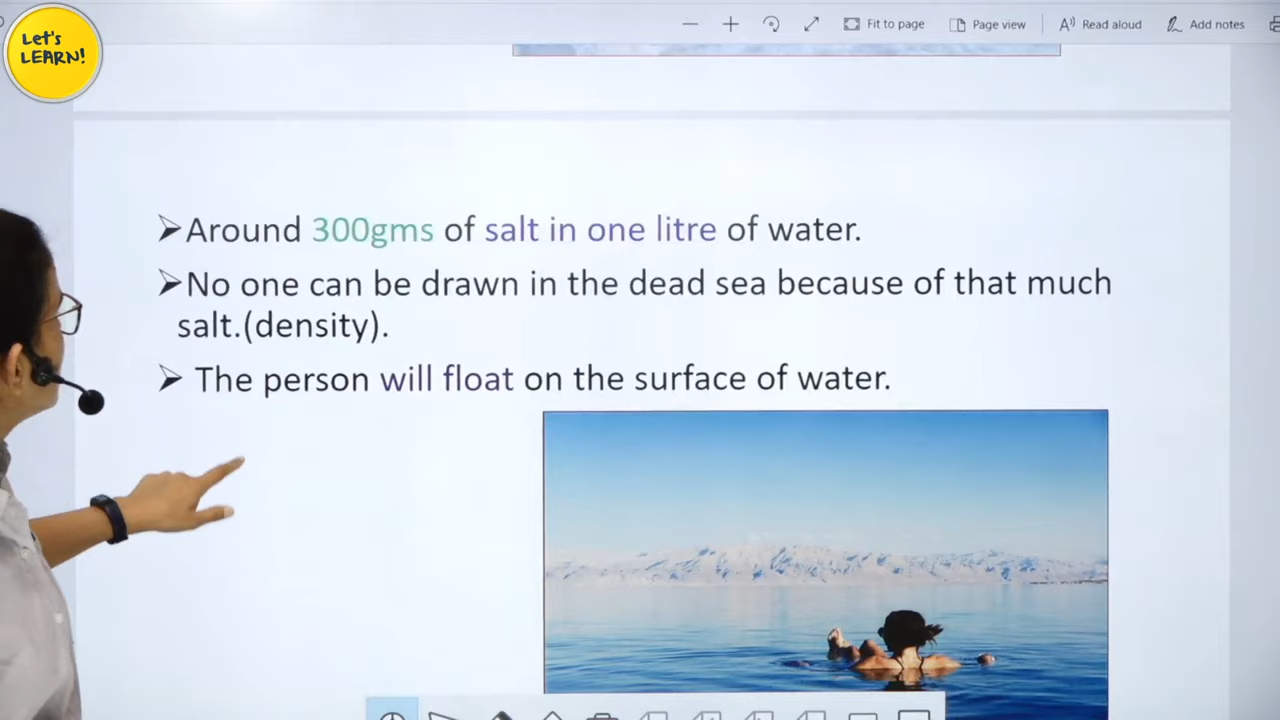 Let's
LEARN!
Fit to page
Page view
Read aloud
Add notes
➤Around 300gms of salt in one litre of water.
➤No one can be drawn in the dead sea because of that much
salt.(density).
➤ The person will float on the surface of water.